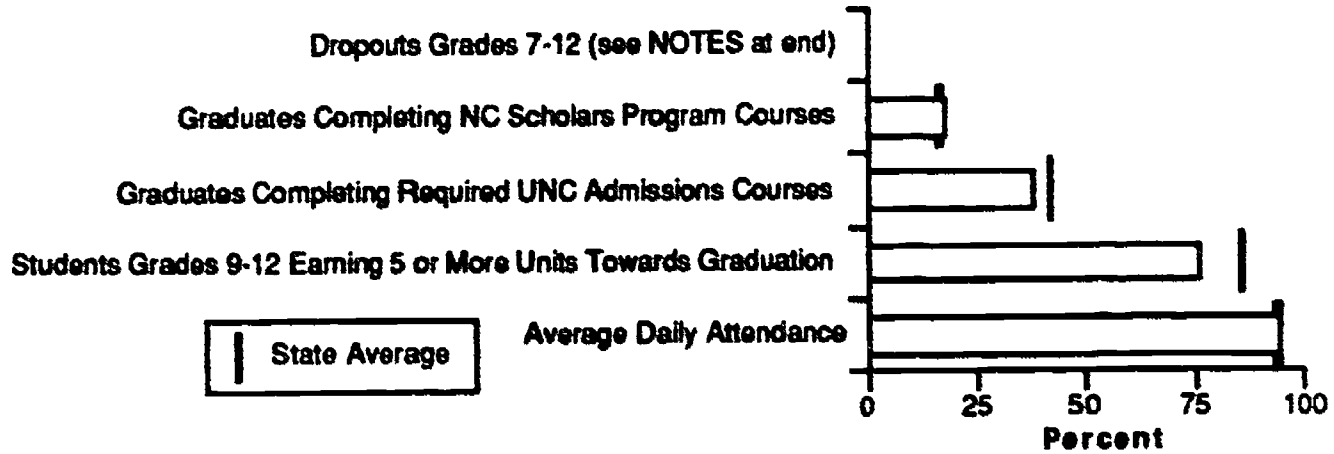 Dropouts Grades 7-12 (see NOTES at end)
Graduates Completing NC Scholars Program Courses
Graduates Completing Required UNC Admissions Courses
Students Grades 9-12 Earning 5 or More Units Towards Graduation
Average Daily Attendance
State Average
0 25 50 75 100
Percent